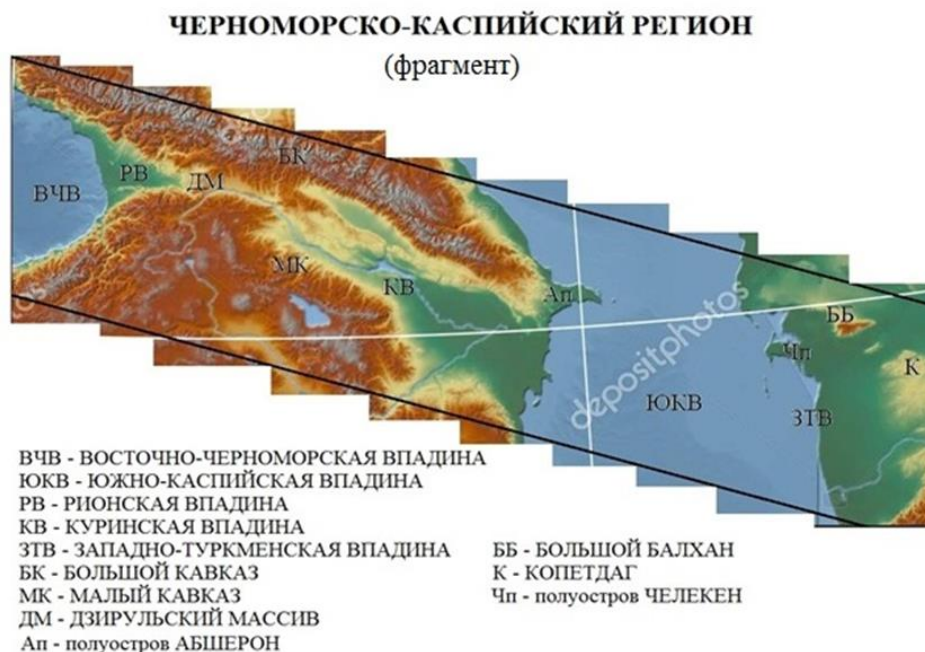 ЧЕРНОМОРСКО-КАСПИЙСКИЙ РЕГИОН
(фрагмент)
БК
РВ
ДМ
ВЧВ
МК
КВ
Ап
ББ
Чп
К
depositphotos
ЮКВ
ЗТВ
ВЧВ - ВОСТОЧНО-ЧЕРНОМОРСКАЯ ВПАДИНА
ЮКВ - ЮЖНО-КАСПИЙСКАЯ ВПАДИНА
РВ - РИОНСКАЯ ВПАДИНА
КВ - КУРИНСКАЯ ВПАДИНА
ЗТВ - ЗАПАДНО-ТУРКМЕНСКАЯ ВПАДИНА
БК - БОЛЬШОЙ КАВКАЗ
МК - МАЛЫЙ КАВКАЗ
ДМ - ДЗИРУЛЬСКИЙ МАССИВ
Ап - полуостров АБШЕРОН
ББ - БОЛЬШОЙ БАЛХАН
К - КОПЕТДАГ
Чп - полуостров ЧЕЛЕКЕН